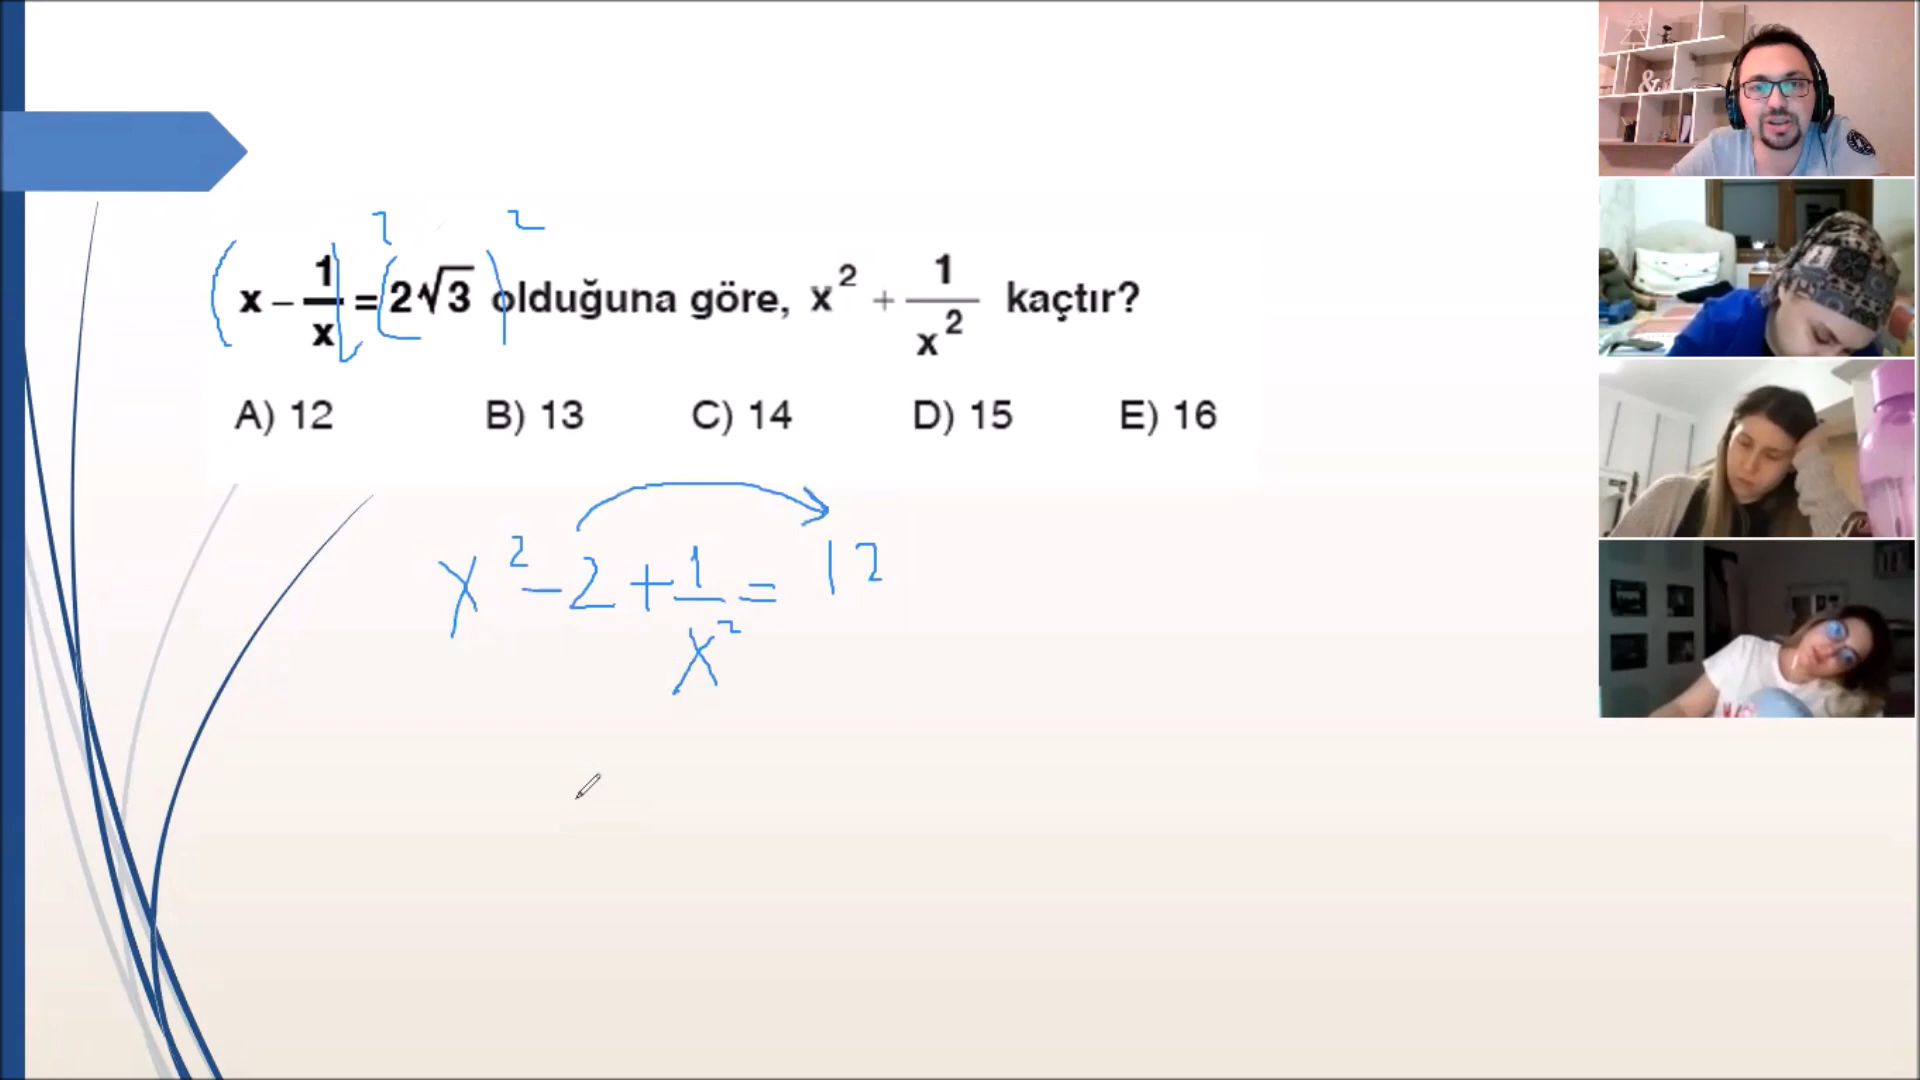 (x - 1/x)² = (2√3)² olduğuna göre, x² + 1/x² kaçtır?
A) 12 B) 13 C) 14 D) 15 E) 16
x² - 2 + 1/x² = 12